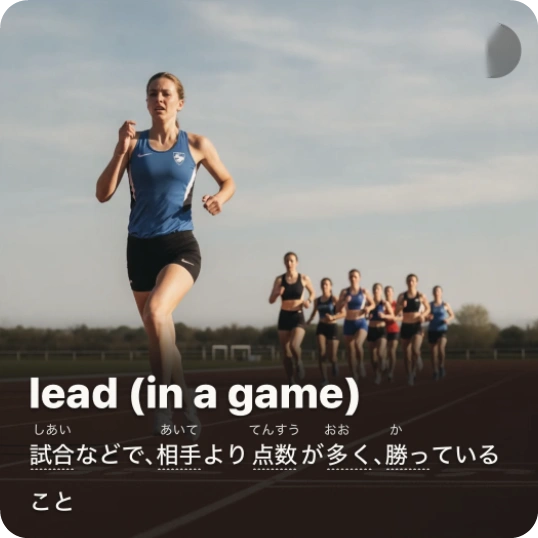 lead (in a game)
しあい あいて てんすう おお か
試合などで、相手より点数が多く、勝っている
こと